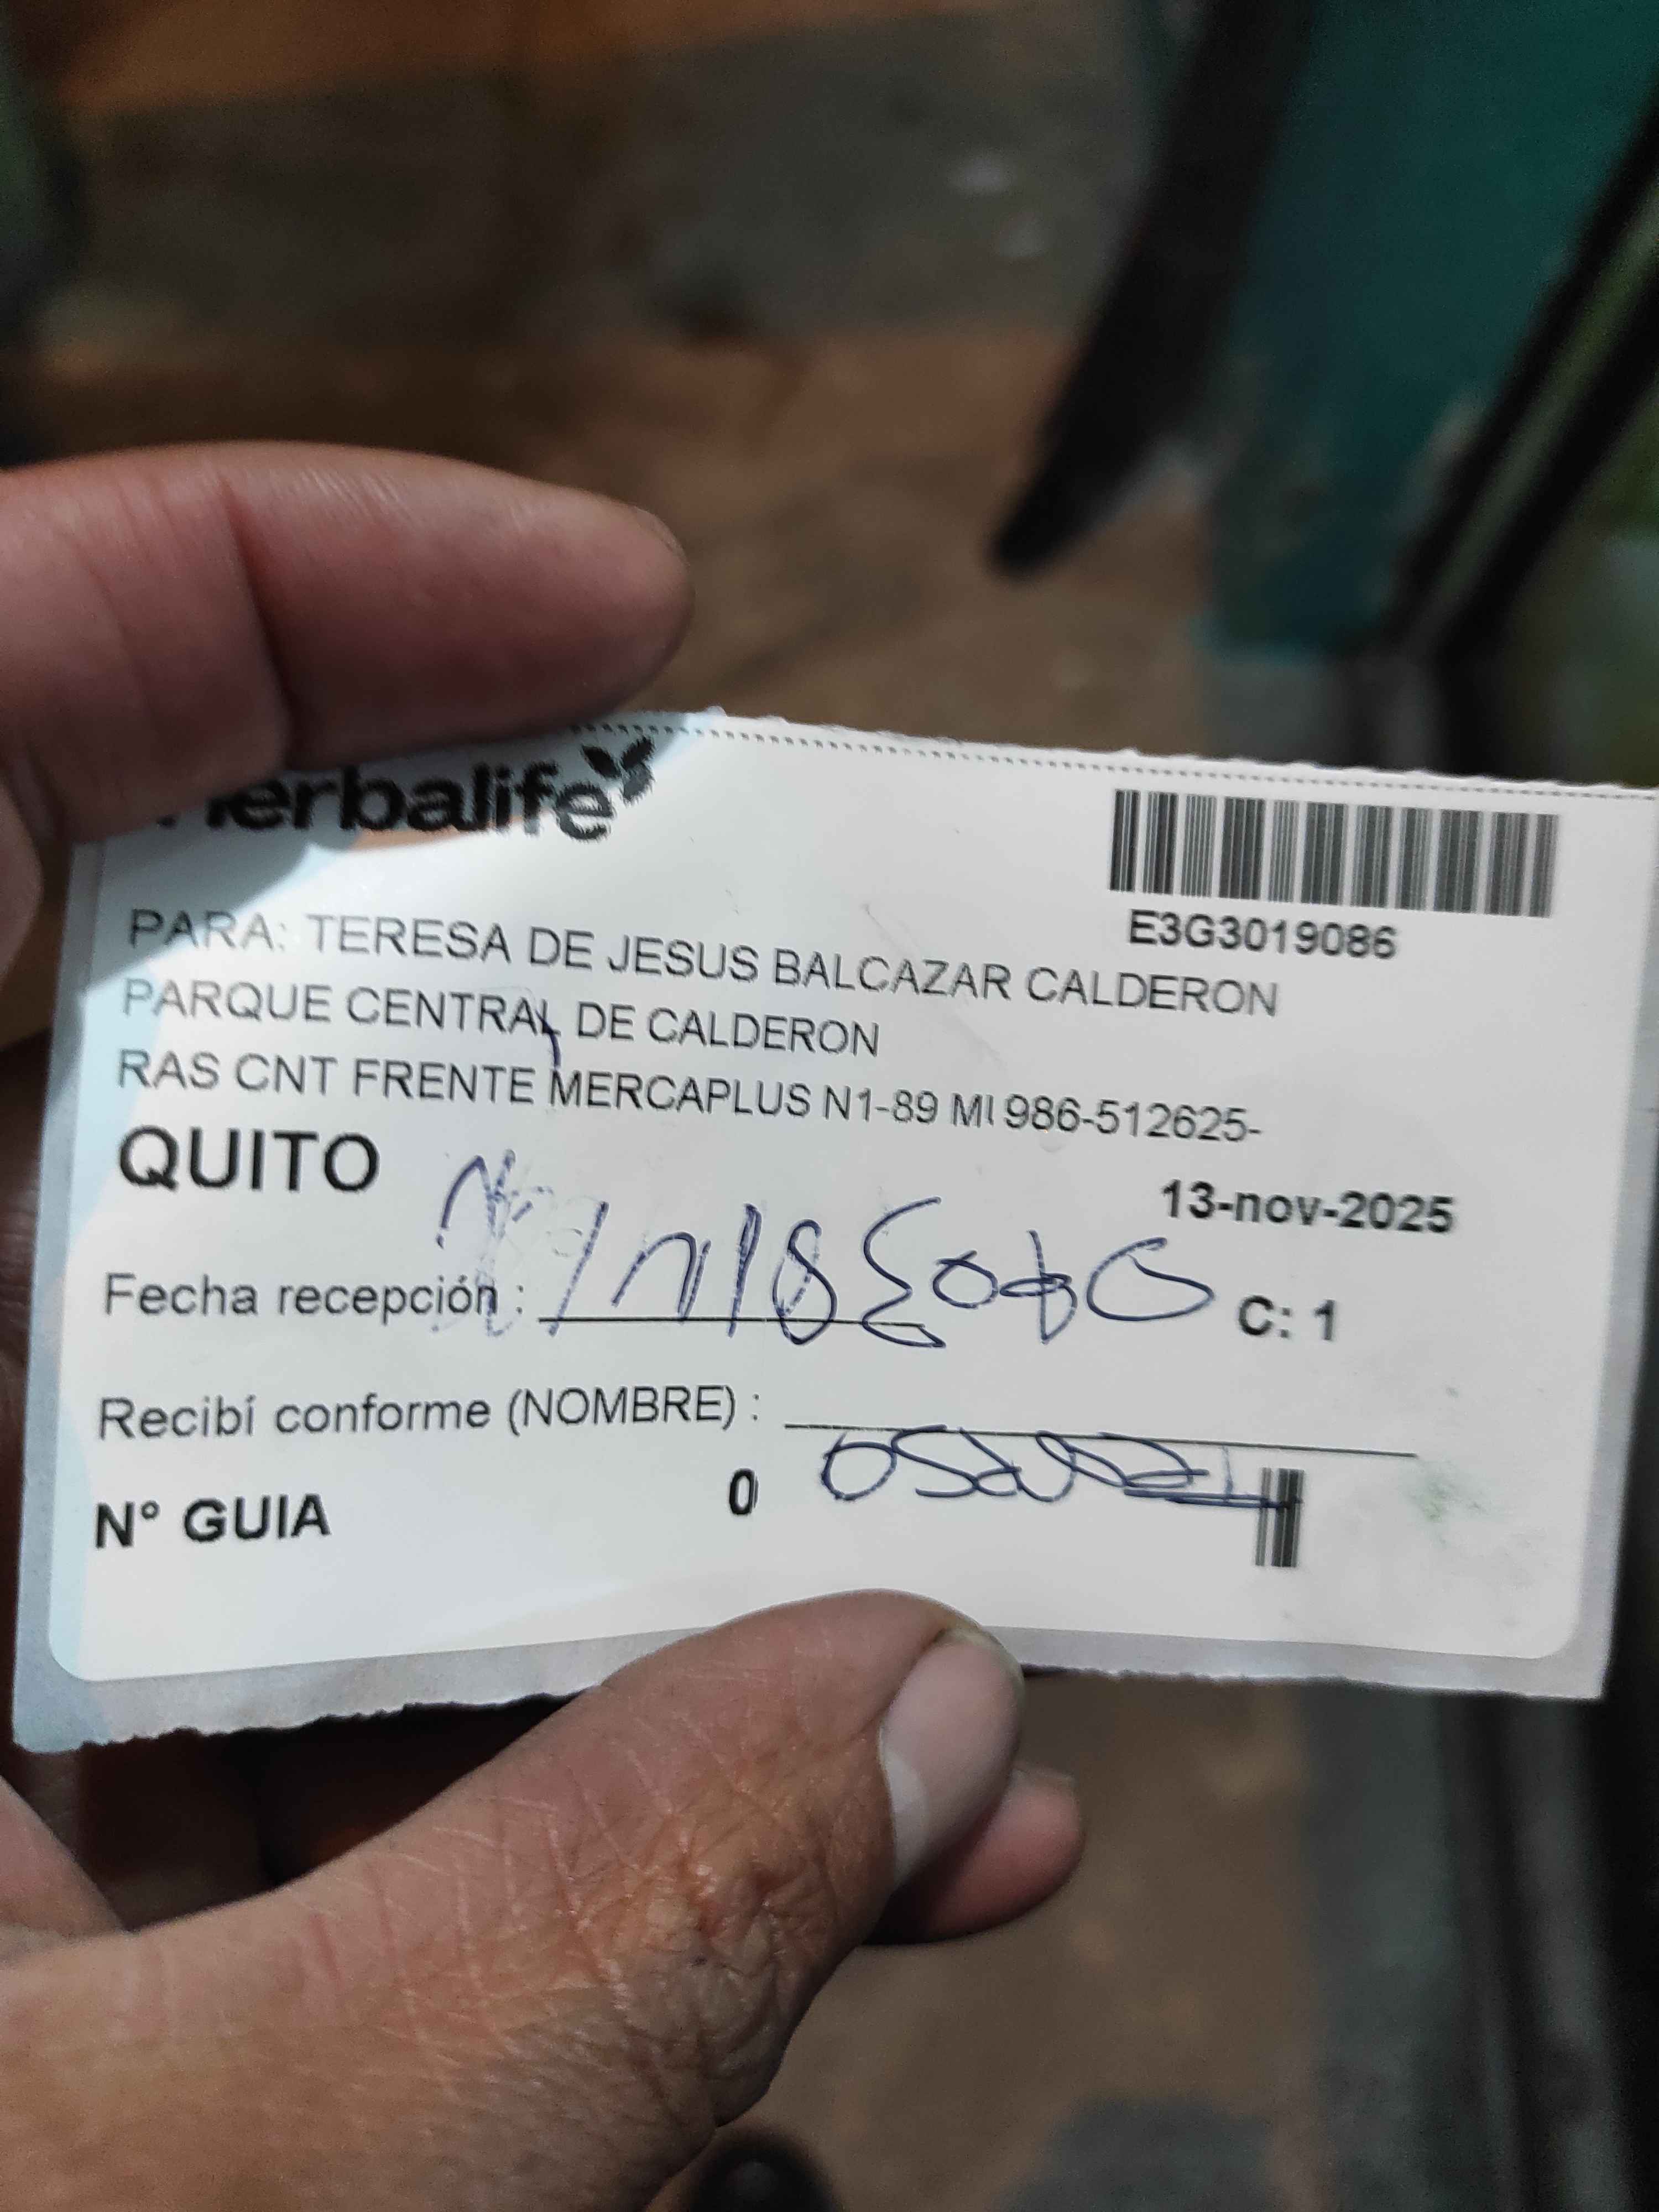 Herbalife
E3G3019086
PARA: TERESA DE JESUS BALCAZAR CALDERON
PARQUE CENTRAL DE CALDERON
RAS CNT FRENTE MERCAPLUS N1-89 MI 986-512625-
QUITO
13-nov-2025
Fecha recepción :
C: 1
Recibí conforme (NOMBRE) :
N° GUIA 0